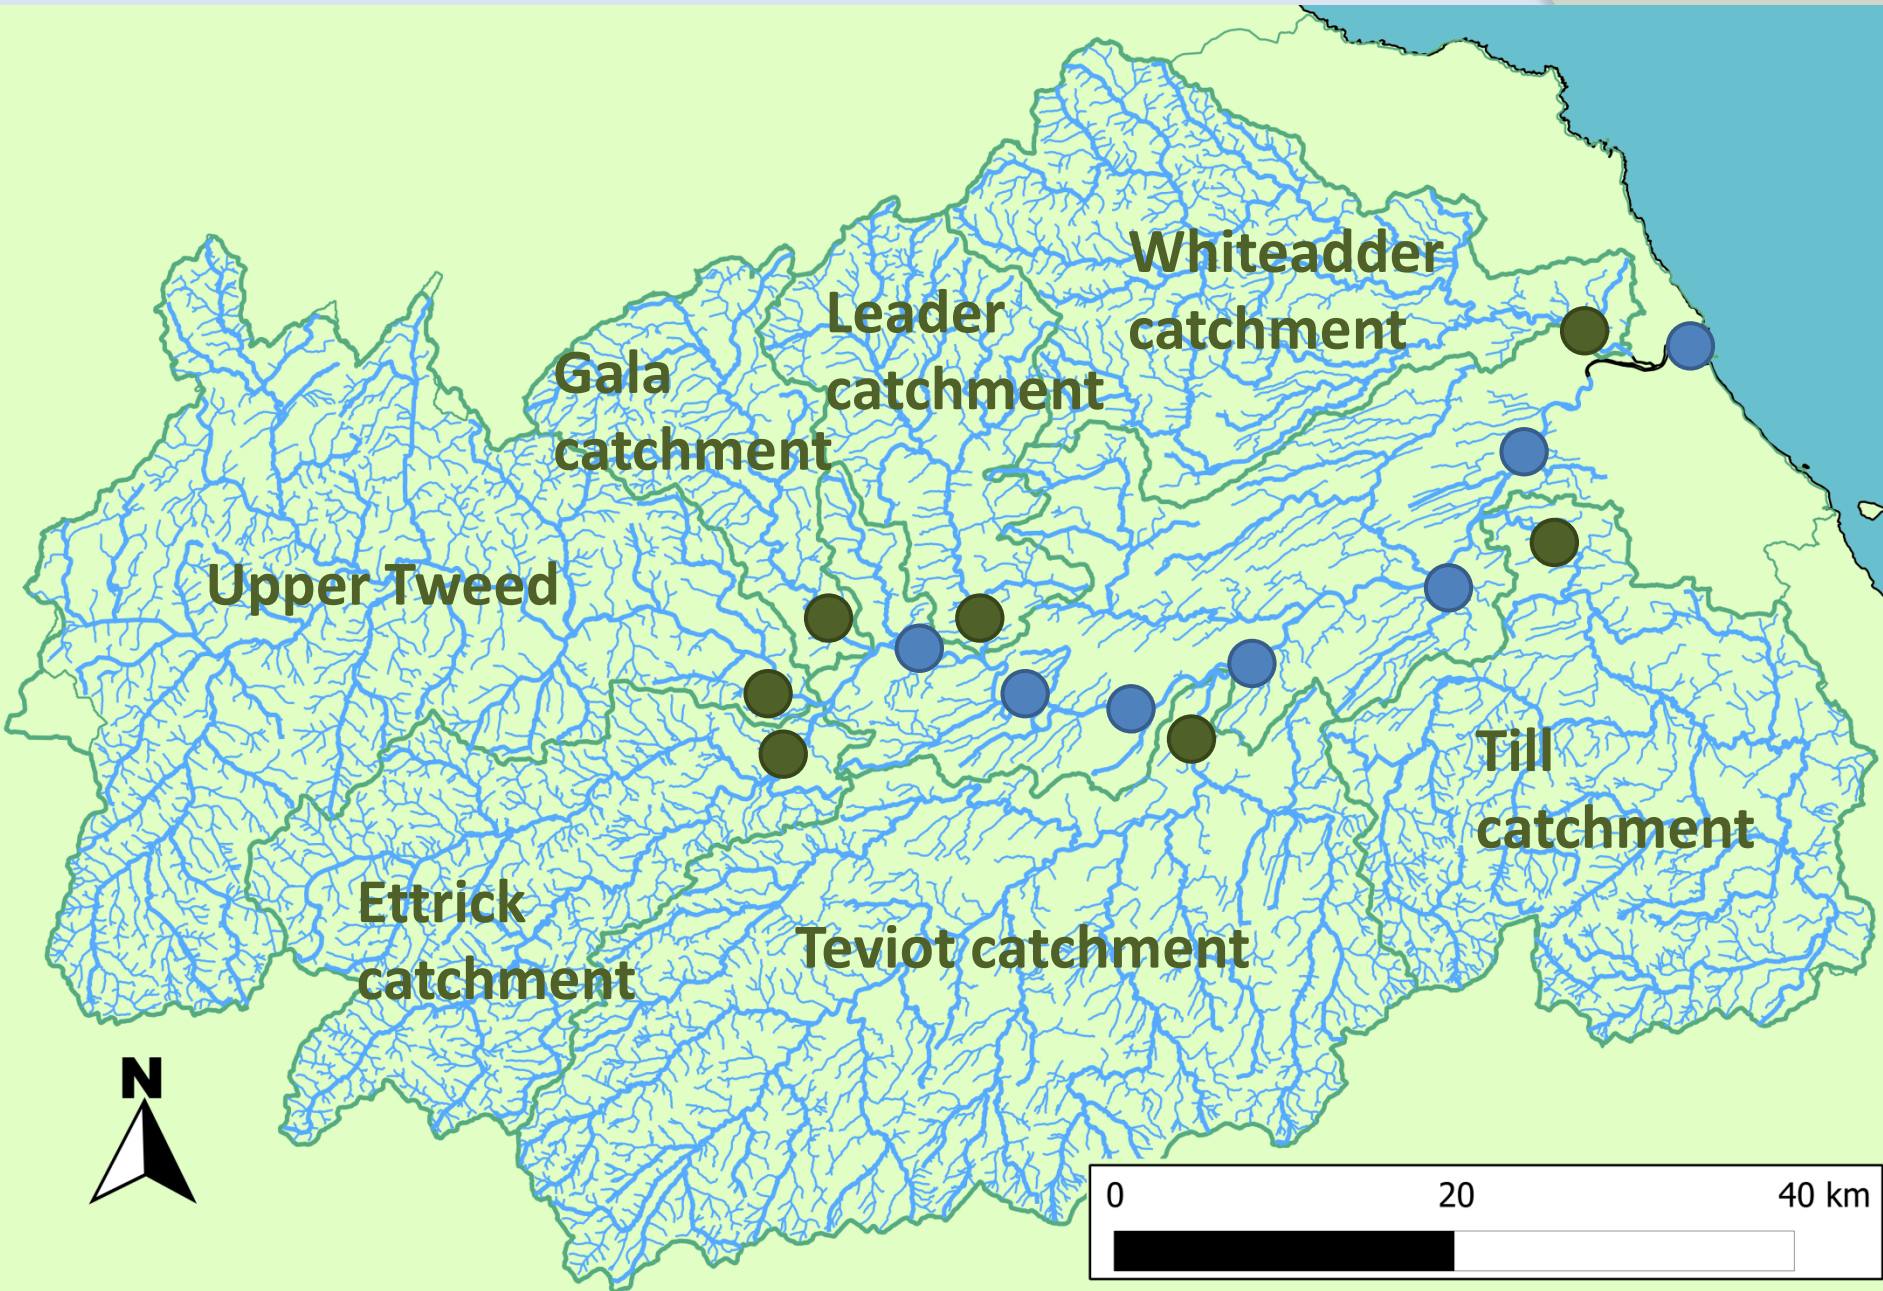 Whiteadder
catchment
Leader
catchment
Gala
catchment
Upper Tweed
Till
catchment
Ettrick
catchment
Teviot catchment
N
0 20 40 km